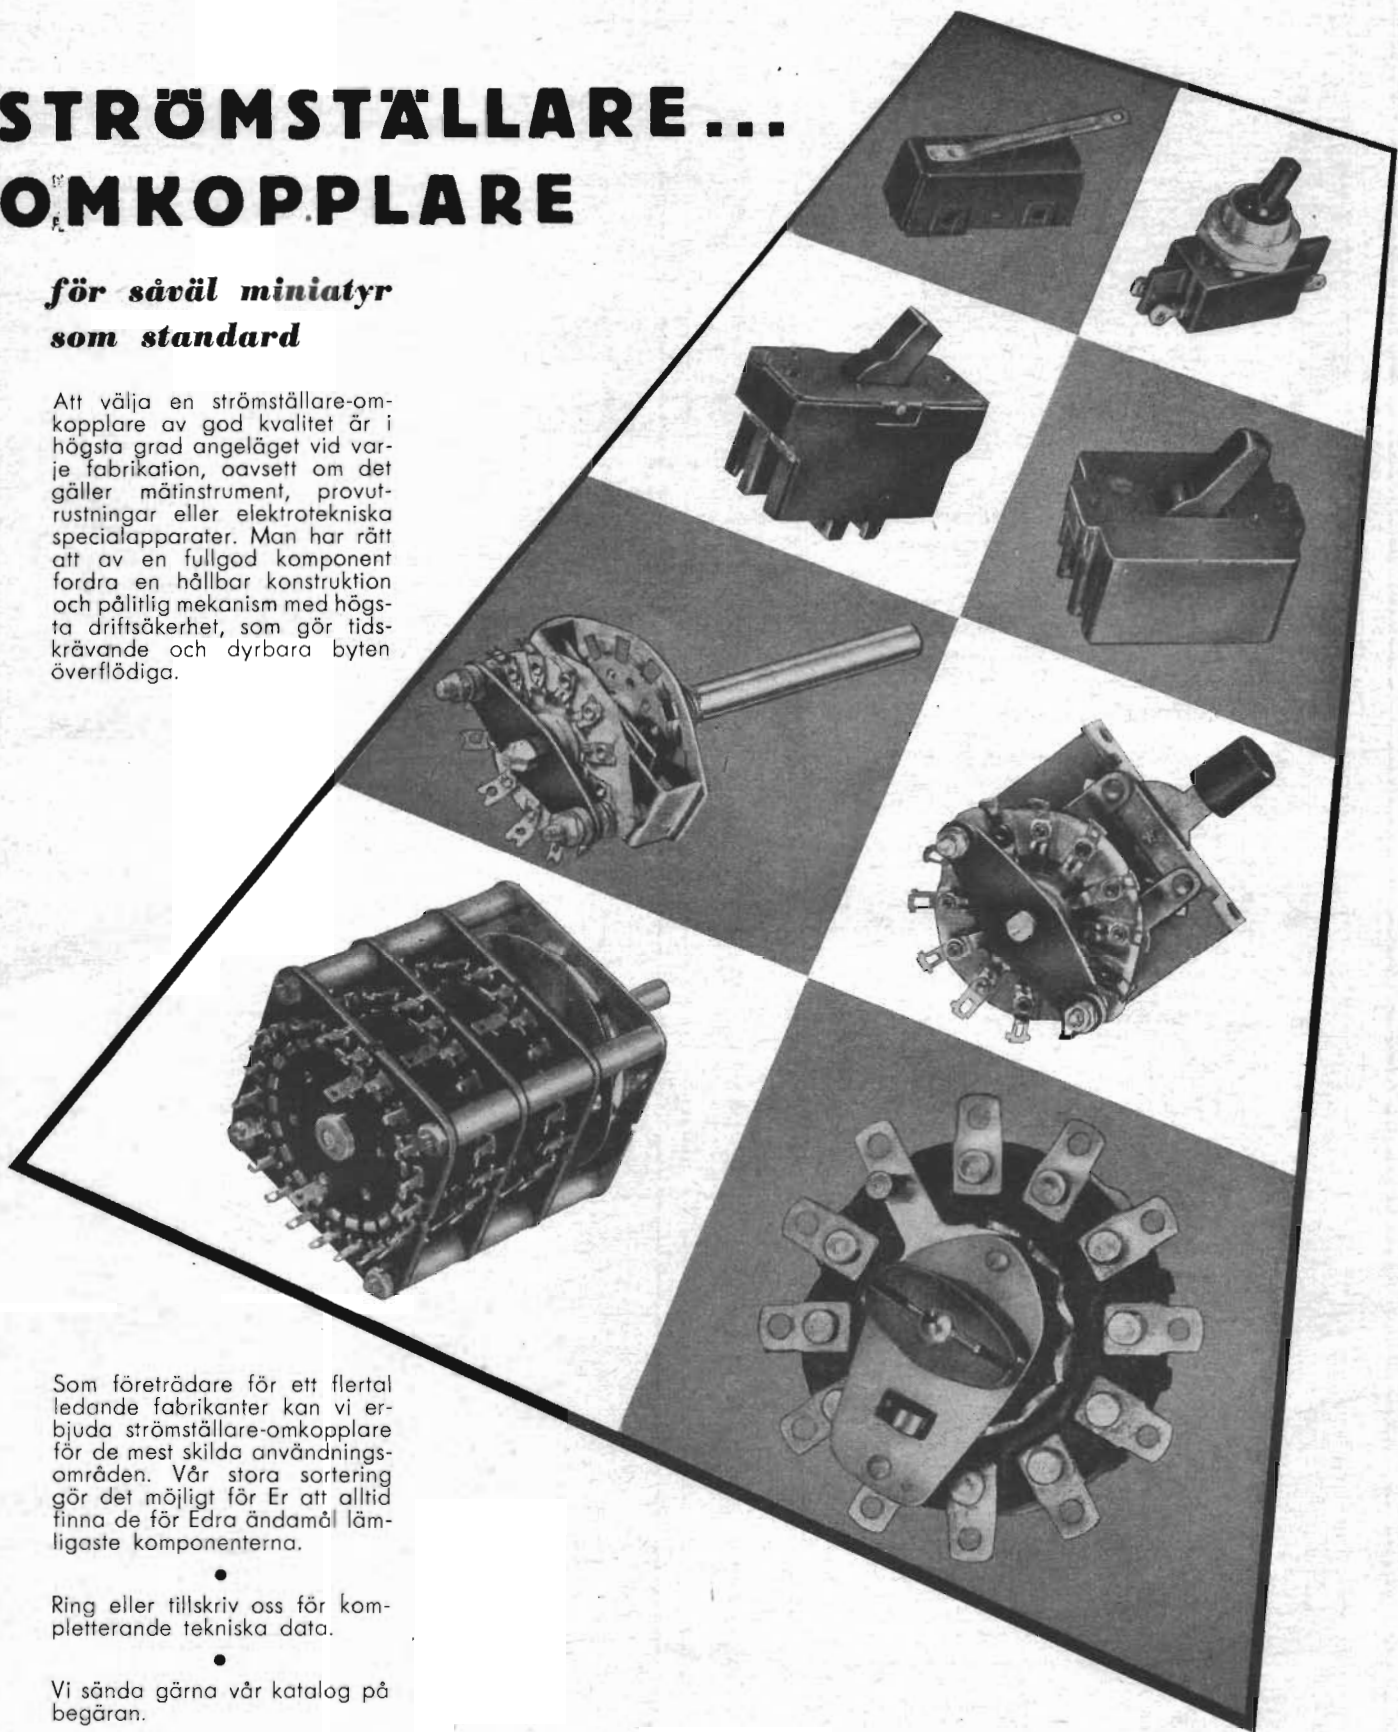 STRÖMSTÄLLARE...
OMKOPPLARE
för såväl miniatyr
som standard
Att välja en strömställare-om-
kopplare av god kvalitet är i
högsta grad angeläget vid var-
je fabrikation, oavsett om det
gäller mätinstrument, provut-
rustningar eller elektrotekniska
specialapparater. Man har rätt
att av en fullgod komponent
fordra en hållbar konstruktion
och pålitlig mekanism med högs-
ta driftsäkerhet, som gör tids-
krävande och dyrbara byten
överflödiga.
Som företrädare för ett flertal
ledande fabrikanter kan vi er-
bjuda strömställare-omkopplare
för de mest skilda användnings-
områden. Vår stora sortering
gör det möjligt för Er att alltid
finna de för Edra ändamål läm-
ligaste komponenterna.
●
Ring eller tillskriv oss för kom-
pletterande tekniska data.
●
Vi sända gärna vår katalog på
begäran.